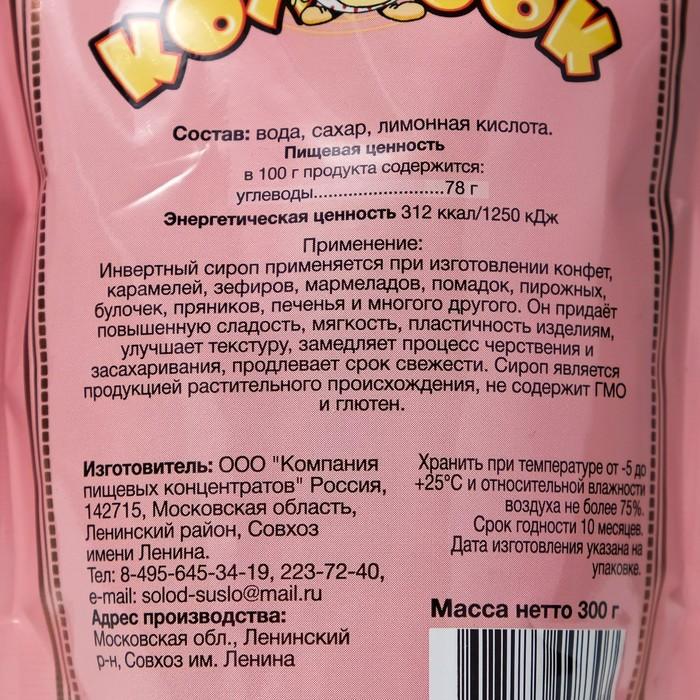 Состав: вода, сахар, лимонная кислота.
Пищевая ценность
в 100 г продукта содержится:
углеводы.........................78 г
Энергетическая ценность 312 ккал/1250 кДж
Применение:
Инвертный сироп применяется при изготовлении конфет,
карамелей, зефиров, мармеладов, помадок, пирожных,
булочек, пряников, печенья и многого другого. Он придаёт
повышенную сладость, мягкость, пластичность изделиям,
улучшает текстуру, замедляет процесс черствения и
засахаривания, продлевает срок свежести. Сироп является
продукцией растительного происхождения, не содержит ГМО
и глютен.
Изготовитель: ООО "Компания
пищевых концентратов" Россия,
142715, Московская область,
Ленинский район, Совхоз
имени Ленина.
Тел: 8-495-645-34-19, 223-72-40,
e-mail: solod-suslo@mail.ru
Адрес производства:
Московская обл., Ленинский
р-н, Совхоз им. Ленина
Хранить при температуре от -5 до
+25°С и относительной влажности
воздуха не более 75%.
Срок годности 10 месяцев.
Дата изготовления указана на
упаковке.
Масса нетто 300 г